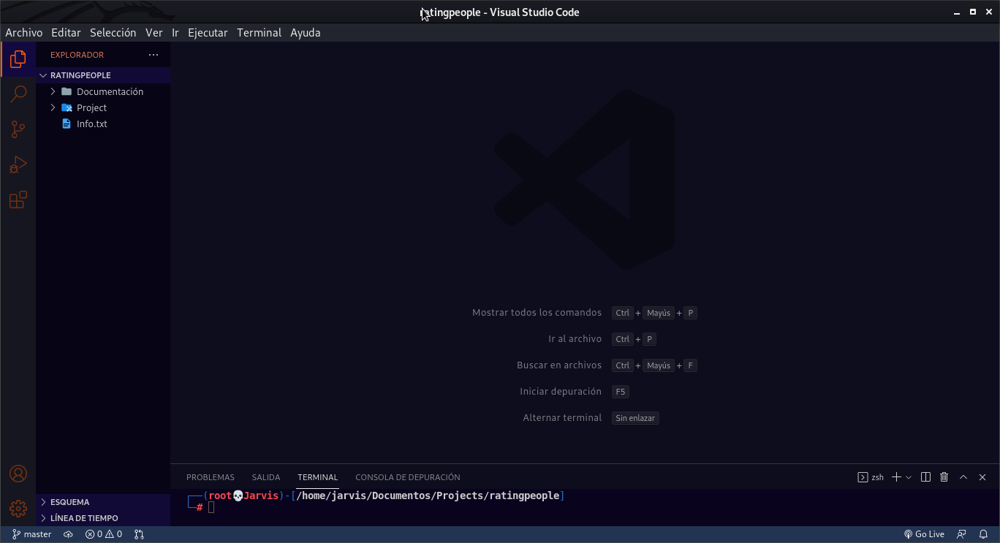 ratingpeople - Visual Studio Code
Archivo Editar Selección Ver Ir Ejecutar Terminal Ayuda
EXPLORADOR
RATINGPEOPLE
Documentación
Project
Info.txt
Mostrar todos los comandos Ctrl + Mayús + P
Ir al archivo Ctrl + P
Buscar en archivos Ctrl + Mayús + F
Iniciar depuración F5
Alternar terminal Sin enlazar
PROBLEMAS SALIDA TERMINAL CONSOLA DE DEPURACIÓN zsh
┌──(root💀Jarvis)-[/home/jarvis/Documentos/Projects/ratingpeople]
└─#
ESQUEMA
LÍNEA DE TIEMPO
master 0 0 Go Live